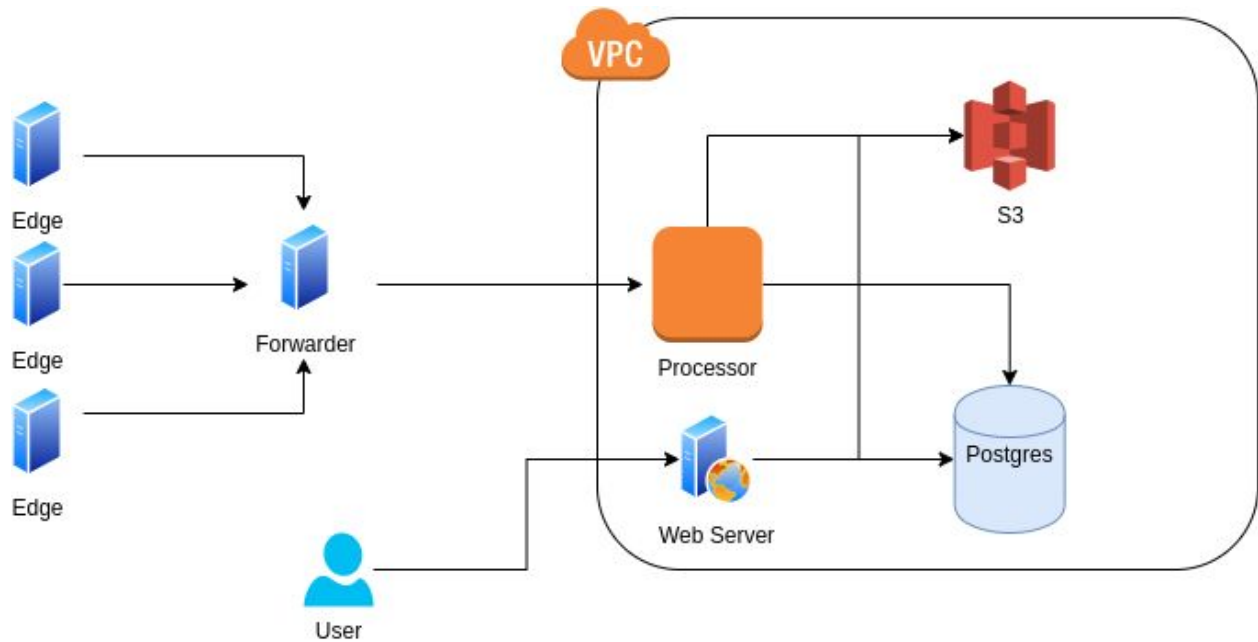 VPC
Edge
S3
Edge
Forwarder
Processor
Postgres
Edge
Web Server
User